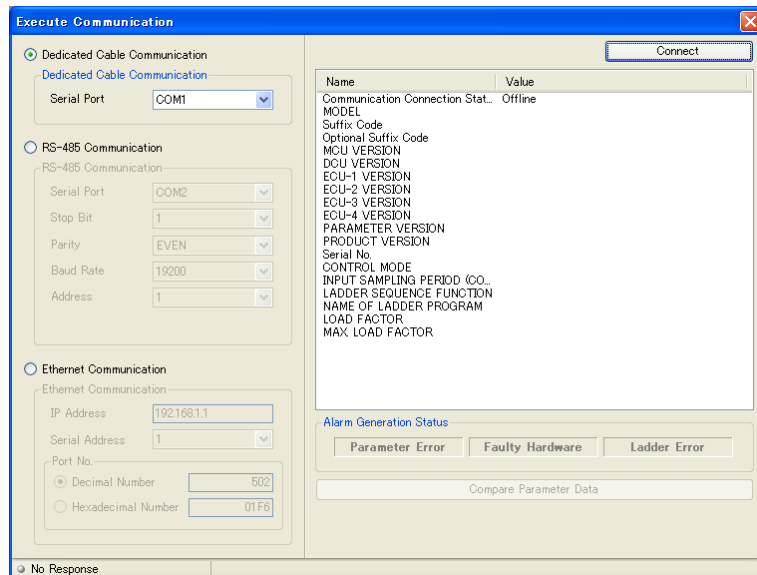 Execute Communication
Dedicated Cable Communication
Dedicated Cable Communication
Serial Port COM1
RS-485 Communication
RS-485 Communication
Serial Port COM2
Stop Bit 1
Parity EVEN
Baud Rate 19200
Address 1
Ethernet Communication
Ethernet Communication
IP Address 192.168.1.1
Serial Address 1
Port No.
Decimal Number 502
Hexadecimal Number 01F6
Connect
Name Value
Communication Connection Stat... Offline
MODEL
Suffix Code
Optional Suffix Code
MCU VERSION
DCU VERSION
ECU-1 VERSION
ECU-2 VERSION
ECU-3 VERSION
ECU-4 VERSION
PARAMETER VERSION
PRODUCT VERSION
Serial No.
CONTROL MODE
INPUT SAMPLING PERIOD (CO...
LADDER SEQUENCE FUNCTION
NAME OF LADDER PROGRAM
LOAD FACTOR
MAX. LOAD FACTOR
Alarm Generation Status
Parameter Error Faulty Hardware Ladder Error
Compare Parameter Data
No Response